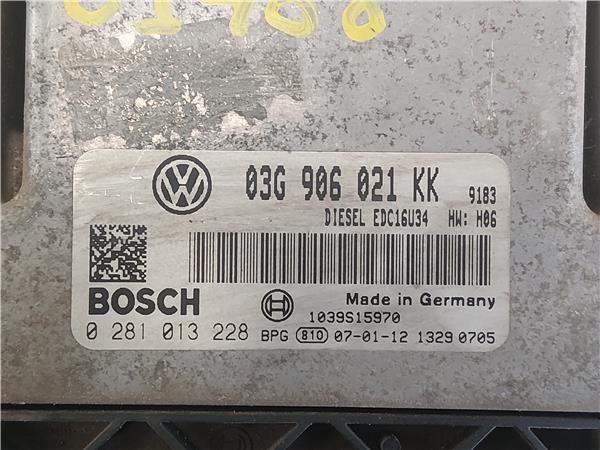 03G 906 021 KK 9183
DIESEL EDC16U34 HW: H06
BOSCH
Made in Germany
1039S15970
0 281 013 228 BPG 810 07-01-12 1329 0705